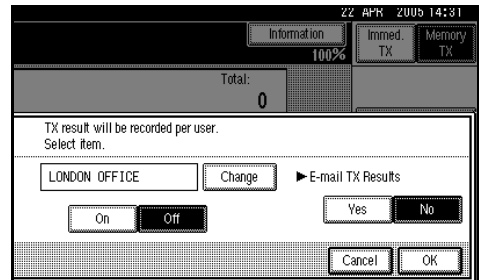 22 APR 2005 14:31
Information
Immed. TX
Memory TX
100%
Total:
0
TX result will be recorded per user.
Select item.
LONDON OFFICE
Change
►E-mail TX Results
On
Off
Yes
No
Cancel
OK